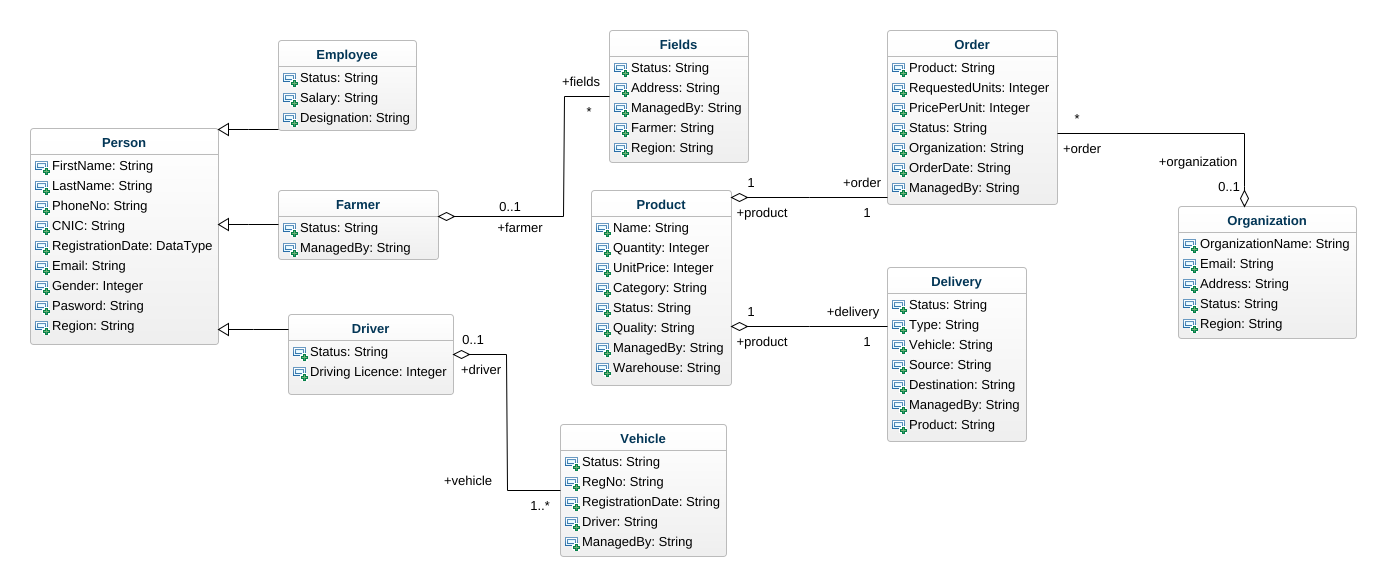 Employee
Status: String
Salary: String
Designation: String
Person
FirstName: String
LastName: String
PhoneNo: String
CNIC: String
RegistrationDate: DataType
Email: String
Gender: Integer
Pasword: String
Region: String
Farmer
Status: String
ManagedBy: String
0..1
+farmer
+fields
*
Fields
Status: String
Address: String
ManagedBy: String
Farmer: String
Region: String
Driver
Status: String
Driving Licence: Integer
0..1
+driver
+vehicle
1..*
Vehicle
Status: String
RegNo: String
RegistrationDate: String
Driver: String
ManagedBy: String
Product
Name: String
Quantity: Integer
UnitPrice: Integer
Category: String
Status: String
Quality: String
ManagedBy: String
Warehouse: String
1
+product
+order
1
1
+product
+delivery
1
Order
Product: String
RequestedUnits: Integer
PricePerUnit: Integer
Status: String
Organization: String
OrderDate: String
ManagedBy: String
Delivery
Status: String
Type: String
Vehicle: String
Source: String
Destination: String
ManagedBy: String
Product: String
*
+order
+organization
0..1
Organization
OrganizationName: String
Email: String
Address: String
Status: String
Region: String